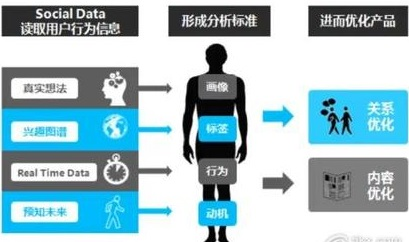 Social Data
读取用户行为信息
形成分析标准
进而优化产品
真实想法
画像
兴趣图谱
标签
关系
优化
Real Time Data
行为
内容
优化
预知未来
动机